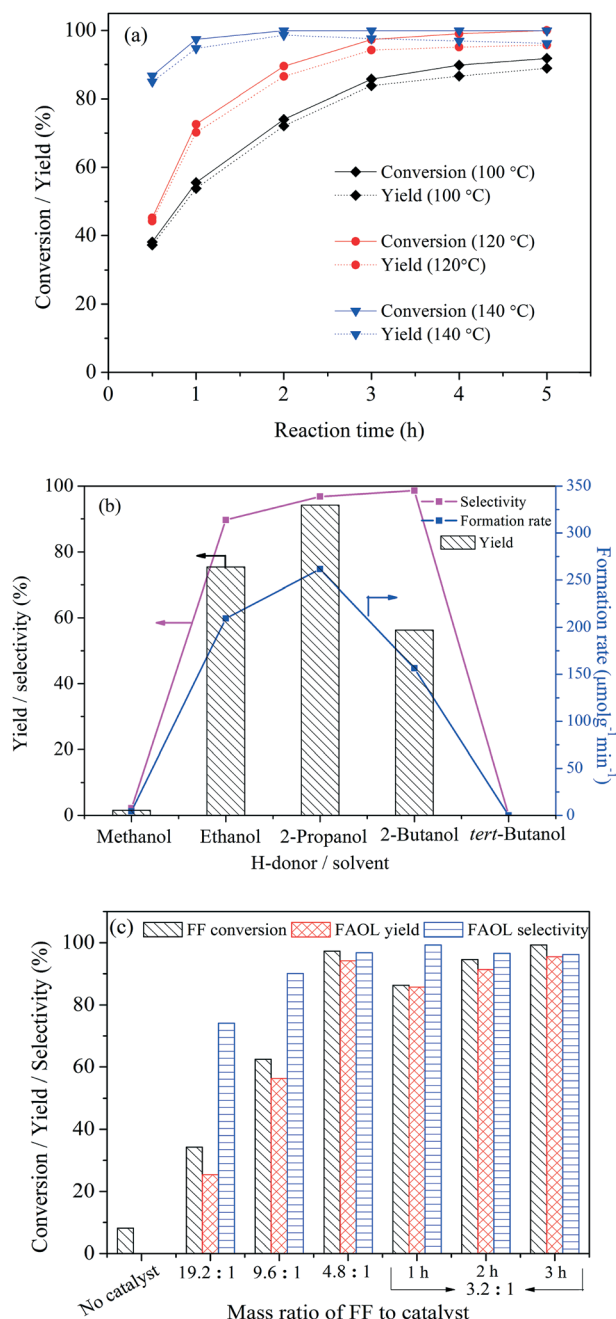 (a)
Conversion / Yield (%)
100
80
60
40
20
0
Conversion (100 °C)
Yield (100 °C)
Conversion (120 °C)
Yield (120°C)
Conversion (140 °C)
Yield (140 °C)
0 1 2 3 4 5
Reaction time (h)
(b)
Yield / selectivity (%)
100
80
60
40
20
0
Selectivity
Formation rate
Yield
350
300
250
200
150
100
50
0
Formation rate (μmolg⁻¹min⁻¹)
Methanol Ethanol 2-Propanol 2-Butanol tert-Butanol
H-donor / solvent
(c)
FF conversion FAOL yield FAOL selectivity
Conversion / Yield / Selectivity (%)
100
80
60
40
20
0
No catalyst 19.2 : 1 9.6 : 1 4.8 : 1 1 h 2 h 3 h
3.2 : 1
Mass ratio of FF to catalyst